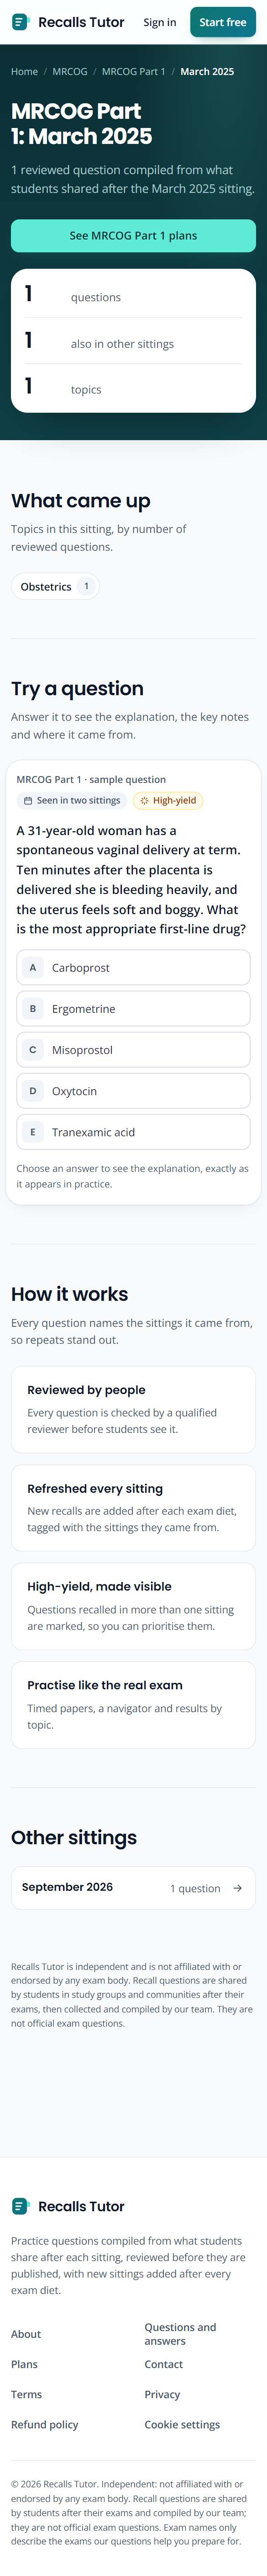 Recalls Tutor
Sign in
Start free
Home / MRCOG / MRCOG Part 1 / March 2025
MRCOG Part
1: March 2025
1 reviewed question compiled from what
students shared after the March 2025 sitting.
See MRCOG Part 1 plans
1 questions
1 also in other sittings
1 topics
What came up
Topics in this sitting, by number of
reviewed questions.
Obstetrics 1
Try a question
Answer it to see the explanation, the key notes
and where it came from.
MRCOG Part 1 · sample question
Seen in two sittings
High-yield
A 31-year-old woman has a
spontaneous vaginal delivery at term.
Ten minutes after the placenta is
delivered she is bleeding heavily, and
the uterus feels soft and boggy. What
is the most appropriate first-line drug?
A Carboprost
B Ergometrine
C Misoprostol
D Oxytocin
E Tranexamic acid
Choose an answer to see the explanation, exactly as
it appears in practice.
How it works
Every question names the sittings it came from,
so repeats stand out.
Reviewed by people
Every question is checked by a qualified
reviewer before students see it.
Refreshed every sitting
New recalls are added after each exam diet,
tagged with the sittings they came from.
High-yield, made visible
Questions recalled in more than one sitting
are marked, so you can prioritise them.
Practise like the real exam
Timed papers, a navigator and results by
topic.
Other sittings
September 2026 1 question →
Recalls Tutor is independent and is not affiliated with or
endorsed by any exam body. Recall questions are shared
by students in study groups and communities after their
exams, then collected and compiled by our team. They are
not official exam questions.
Recalls Tutor
Practice questions compiled from what students
share after each sitting, reviewed before they are
published, with new sittings added after every
exam diet.
About
Questions and
answers
Plans
Contact
Terms
Privacy
Refund policy
Cookie settings
© 2026 Recalls Tutor. Independent: not affiliated with or
endorsed by any exam body. Recall questions are shared
by students after their exams and compiled by our team;
they are not official exam questions. Exam names only
describe the exams our questions help you prepare for.